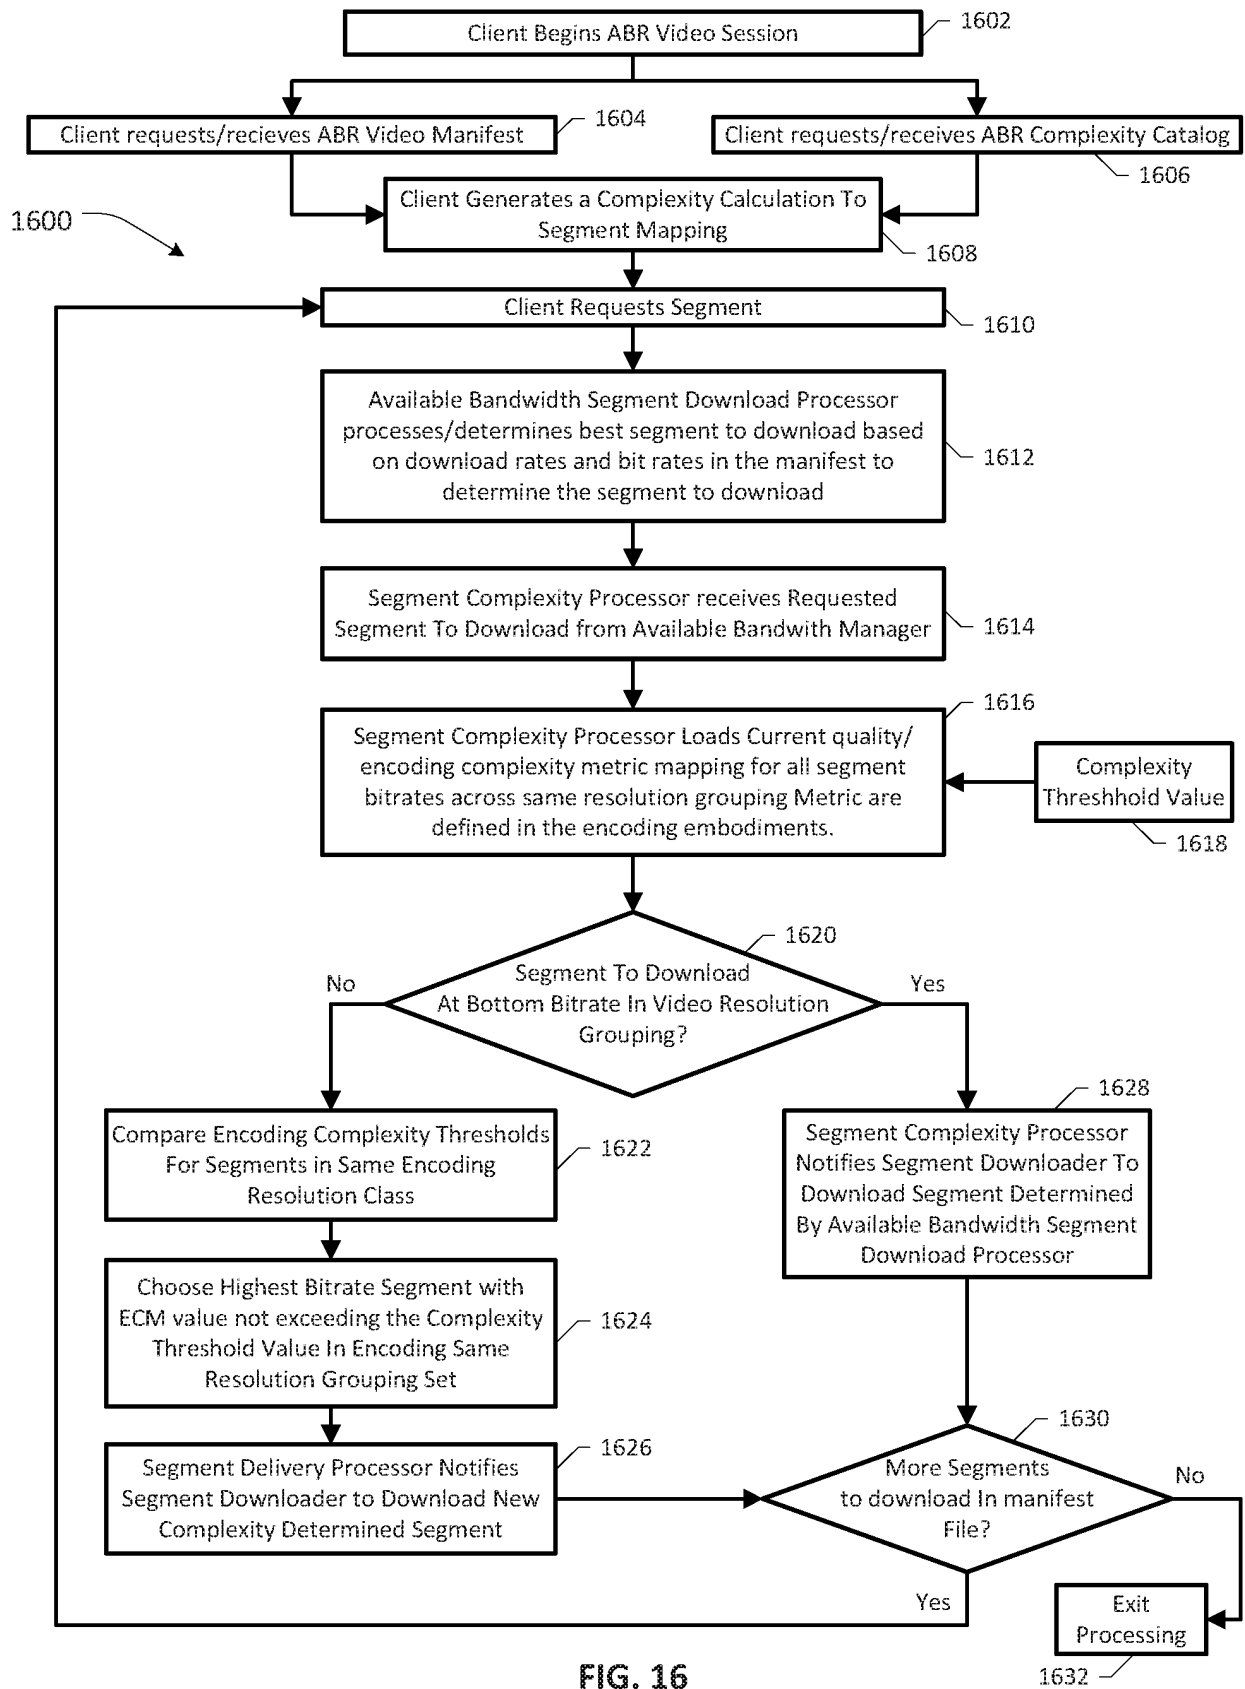 Client Begins ABR Video Session
1602
Client requests/recieves ABR Video Manifest
1604
Client requests/receives ABR Complexity Catalog
1606
1600
Client Generates a Complexity Calculation To
Segment Mapping
1608
Client Requests Segment
1610
Available Bandwidth Segment Download Processor
processes/determines best segment to download based
on download rates and bit rates in the manifest to
determine the segment to download
1612
Segment Complexity Processor receives Requested
Segment To Download from Available Bandwith Manager
1614
1616
Segment Complexity Processor Loads Current quality/
encoding complexity metric mapping for all segment
bitrates across same resolution grouping Metric are
defined in the encoding embodiments.
Complexity
Threshhold Value
1618
1620
Segment To Download
At Bottom Bitrate In Video Resolution
Grouping?
No
Yes
Compare Encoding Complexity Thresholds
For Segments in Same Encoding
Resolution Class
1622
1628
Segment Complexity Processor
Notifies Segment Downloader To
Download Segment Determined
By Available Bandwidth Segment
Download Processor
Choose Highest Bitrate Segment with
ECM value not exceeding the Complexity
Threshold Value In Encoding Same
Resolution Grouping Set
1624
1626
Segment Delivery Processor Notifies
Segment Downloader to Download New
Complexity Determined Segment
1630
More Segments
to download In manifest
File?
No
Yes
Exit
Processing
1632
FIG. 16